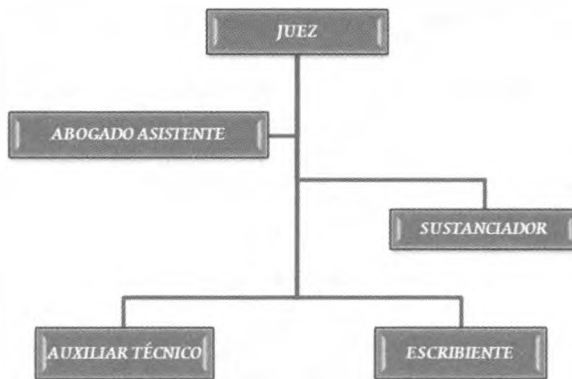 JUEZ
ABOGADO ASISTENTE
SUSTANCIADOR
AUXILIAR TÉCNICO
ESCRIBIENTE